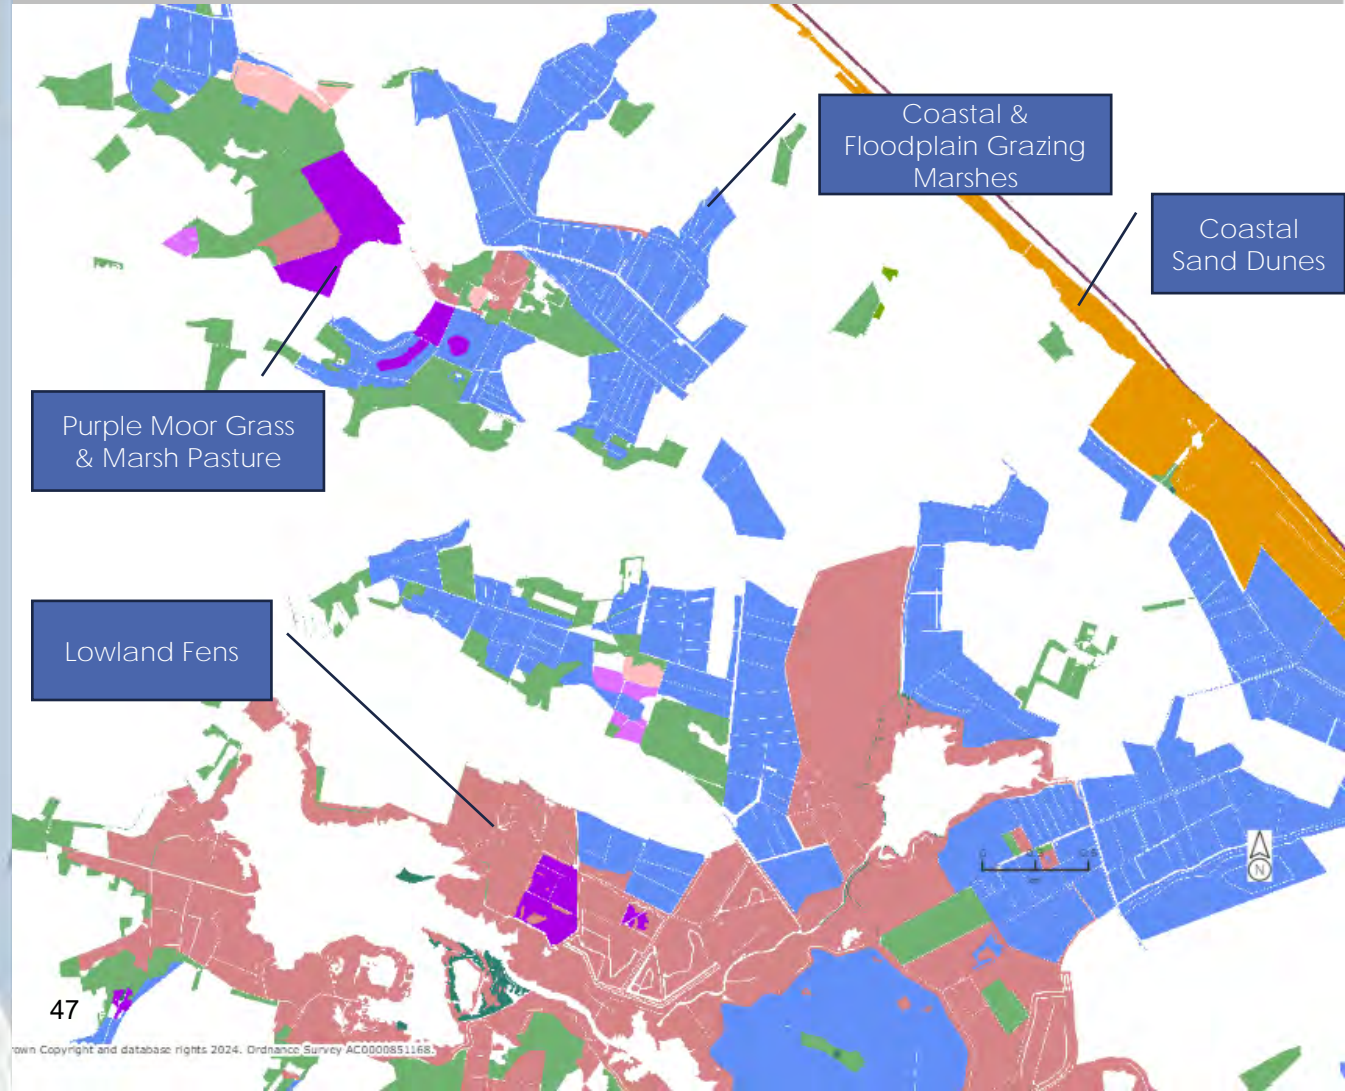 Coastal &
Floodplain Grazing
Marshes
Coastal
Sand Dunes
Purple Moor Grass
& Marsh Pasture
Lowland Fens
N
47
own Copyright and database rights 2024. Ordnance Survey AC0000851168.